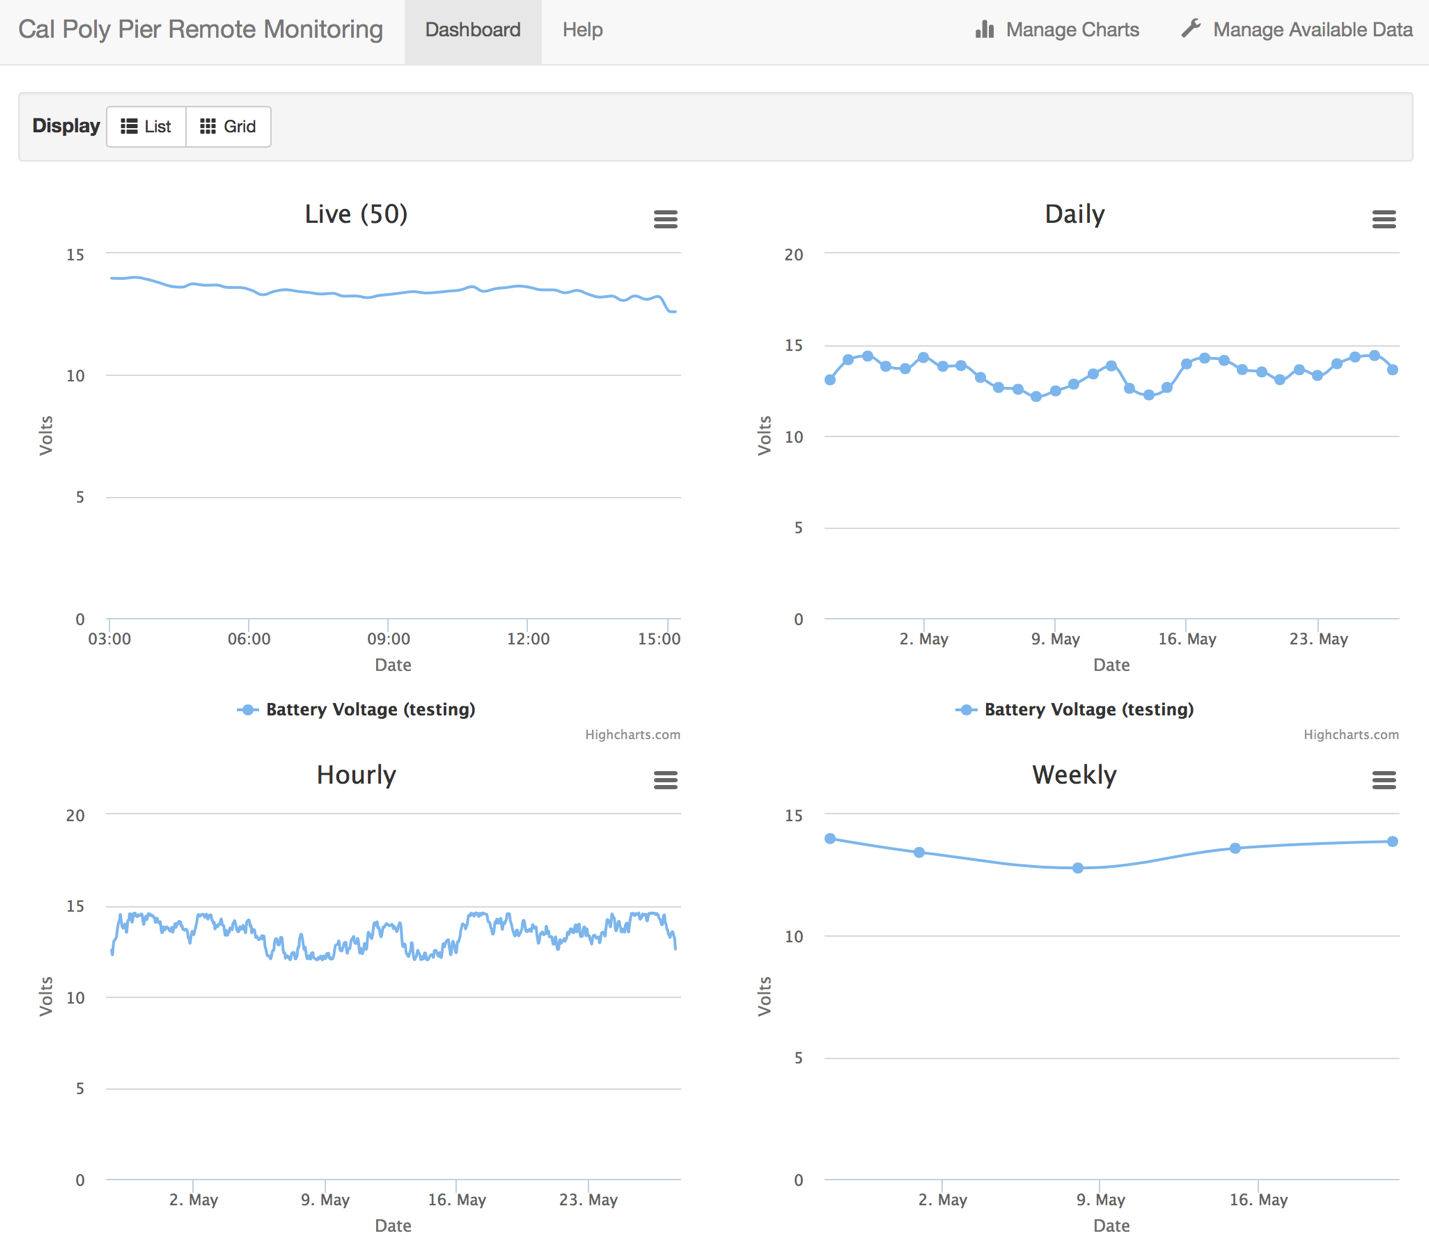 Cal Poly Pier Remote Monitoring Dashboard Help Manage Charts Manage Available Data
Display List Grid
Live (50)
15
10
5
0
Volts
03:00 06:00 09:00 12:00 15:00
Date
Battery Voltage (testing)
Highcharts.com
Daily
20
15
10
5
0
Volts
2. May 9. May 16. May 23. May
Date
Battery Voltage (testing)
Highcharts.com
Hourly
20
15
10
5
0
Volts
2. May 9. May 16. May 23. May
Date
Weekly
15
10
5
0
Volts
2. May 9. May 16. May
Date